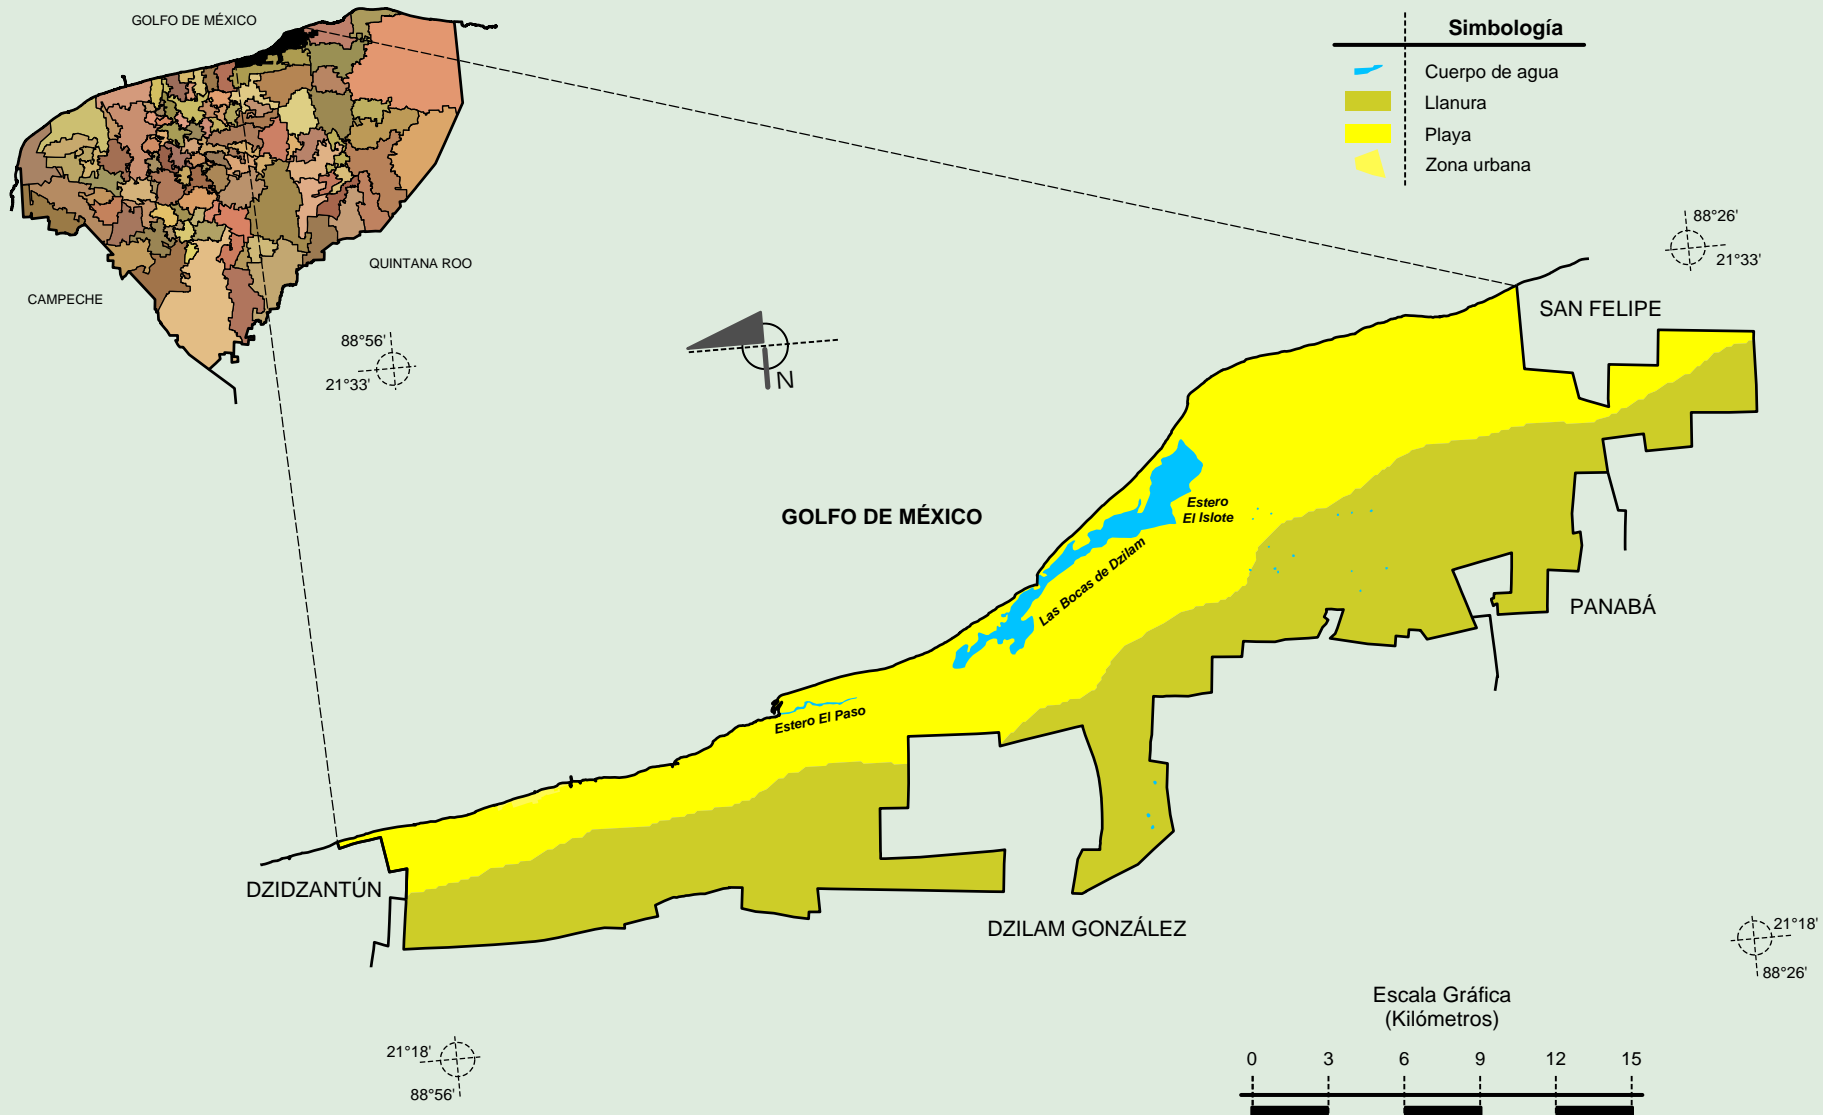 GOLFO DE MÉXICO
Simbología
Cuerpo de agua
Llanura
Playa
Zona urbana
88°26'
21°33'
QUINTANA ROO
CAMPECHE
SAN FELIPE
88°56'
21°33'
N
GOLFO DE MÉXICO
Estero
El Islote
Las Bocas de Dzilam
PANABÁ
Estero El Paso
DZIDZANTÚN
DZILAM GONZÁLEZ
21°18'
88°26'
Escala Gráfica
(Kilómetros)
21°18'
88°56'
0 3 6 9 12 15